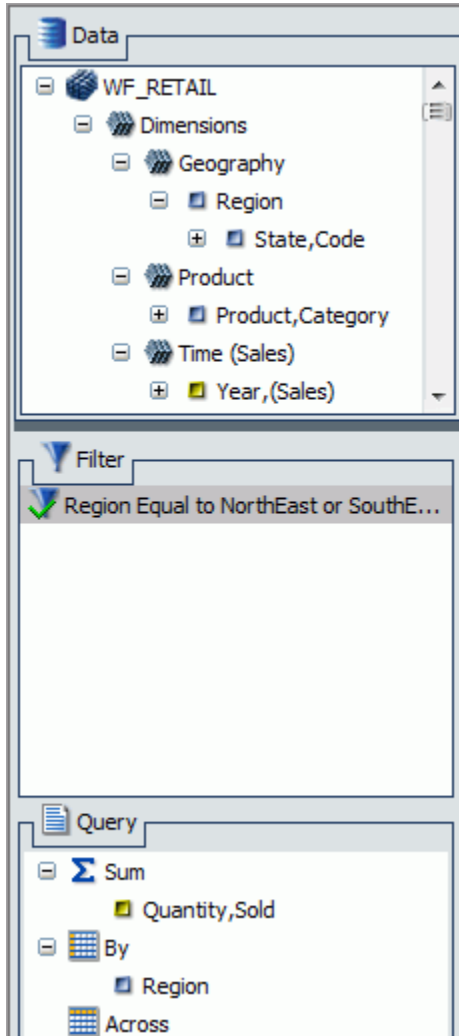 Data
WF_RETAIL
Dimensions
Geography
Region
State,Code
Product
Product,Category
Time (Sales)
Year,(Sales)
Filter
Region Equal to NorthEast or SouthE...
Query
Sum
Quantity,Sold
By
Region
Across